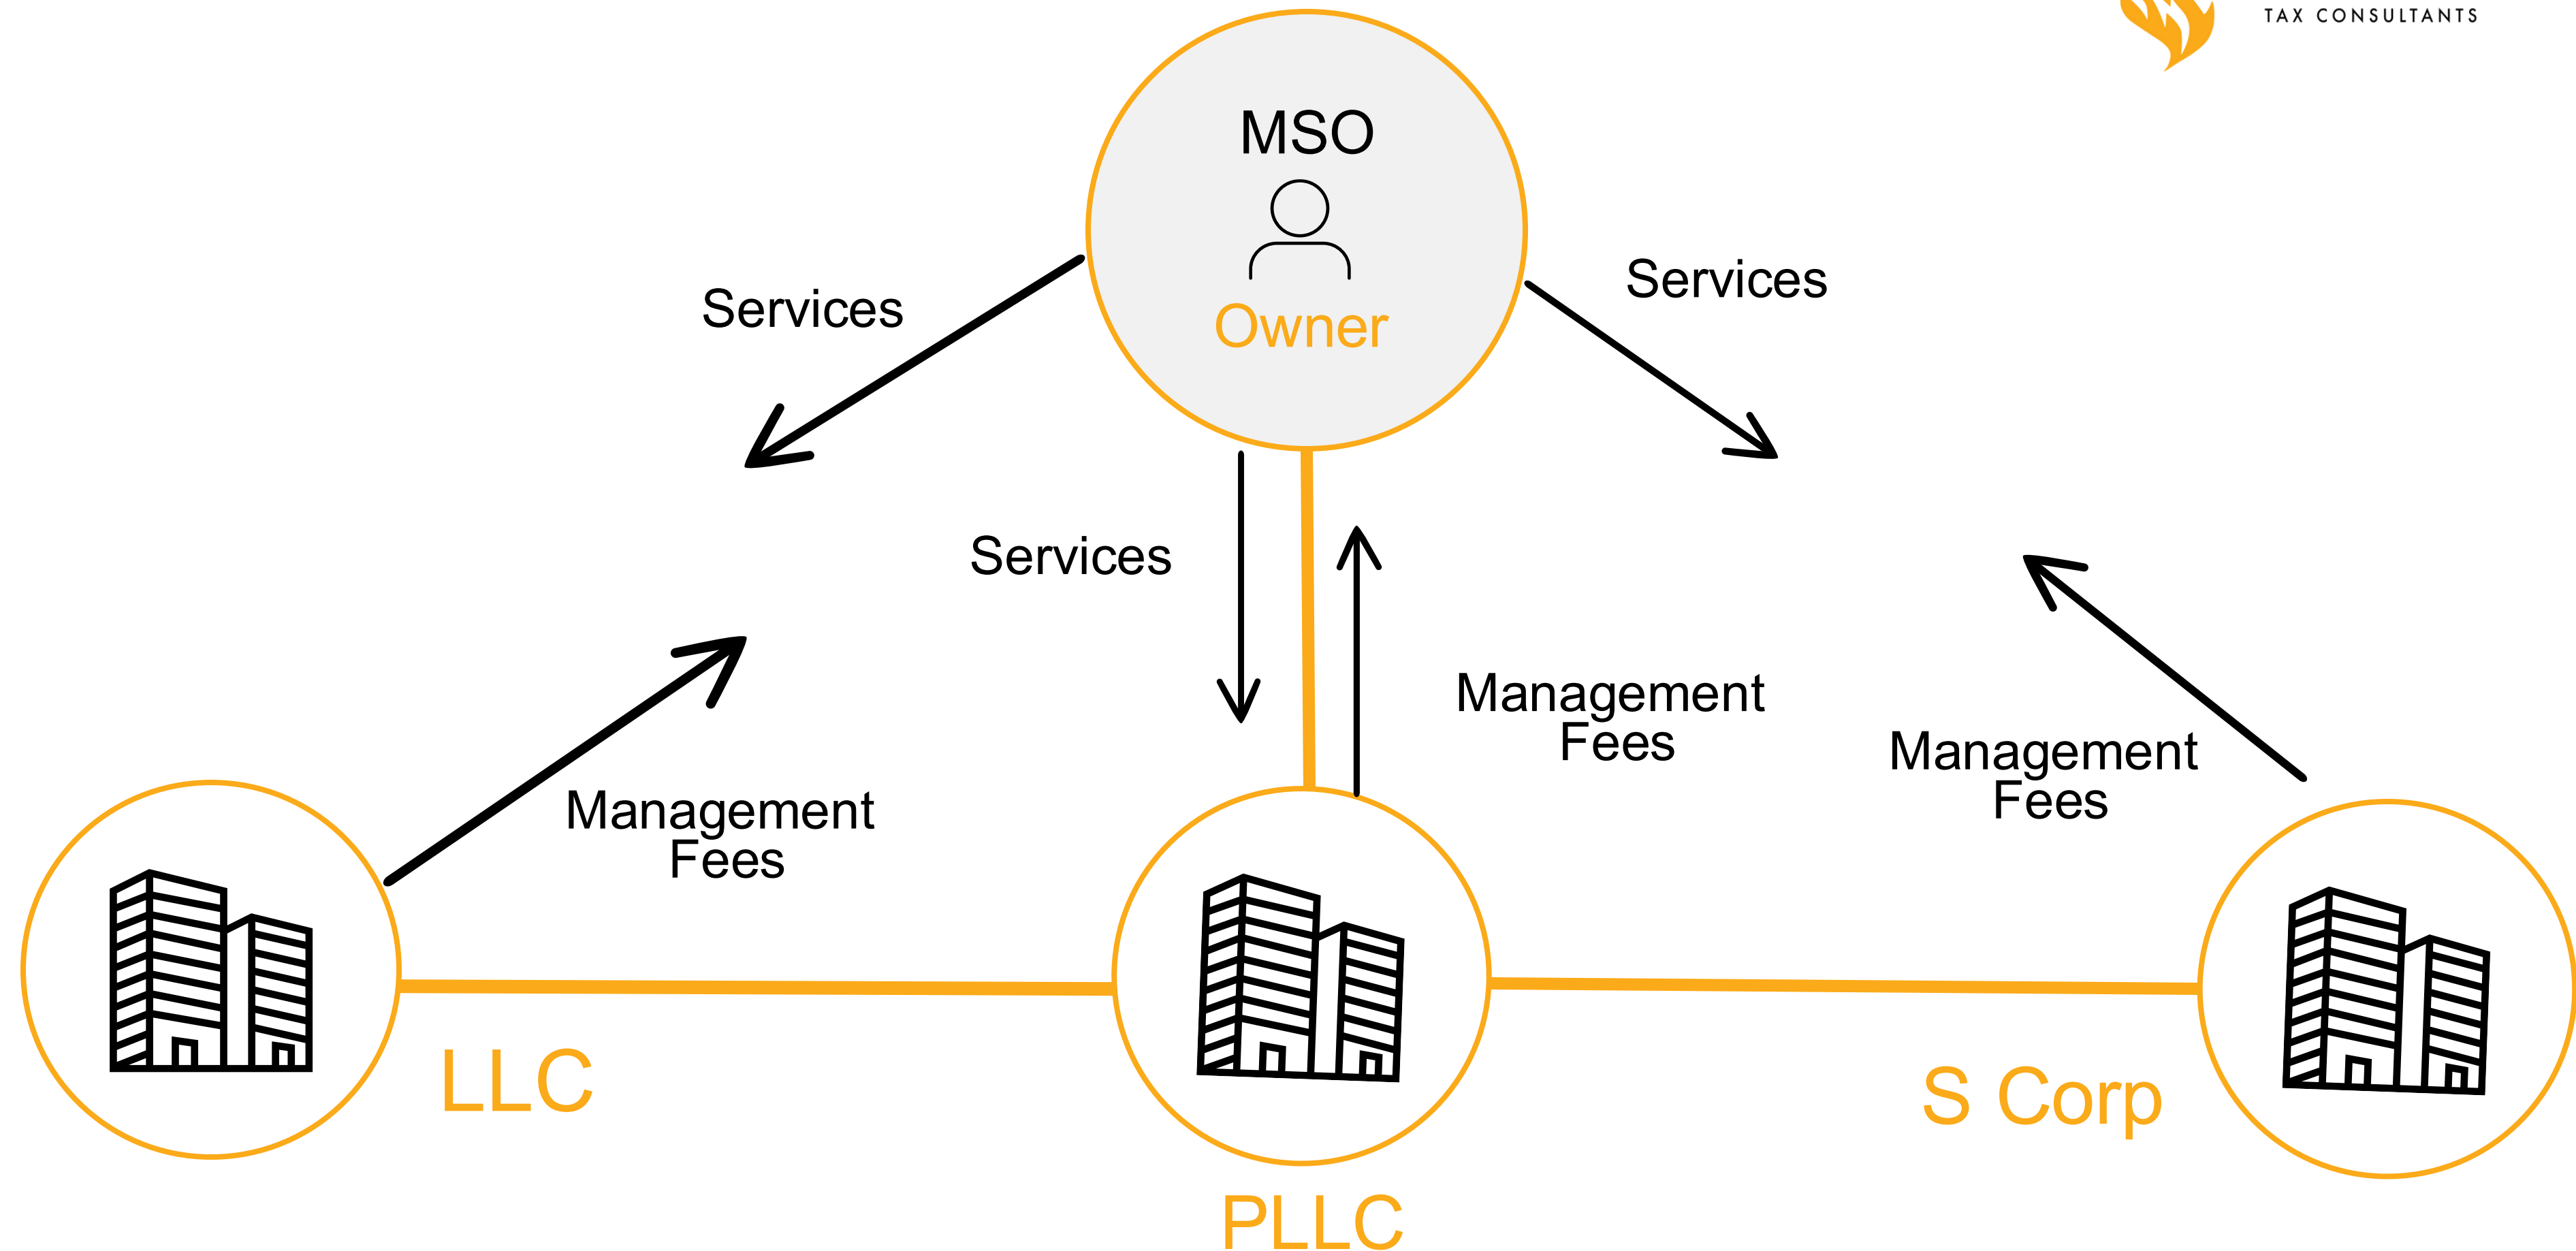 TAX CONSULTANTS
MSO
Owner
Services
Services
Services
Management
Fees
Management
Fees
Management
Fees
LLC
S Corp
PLLC